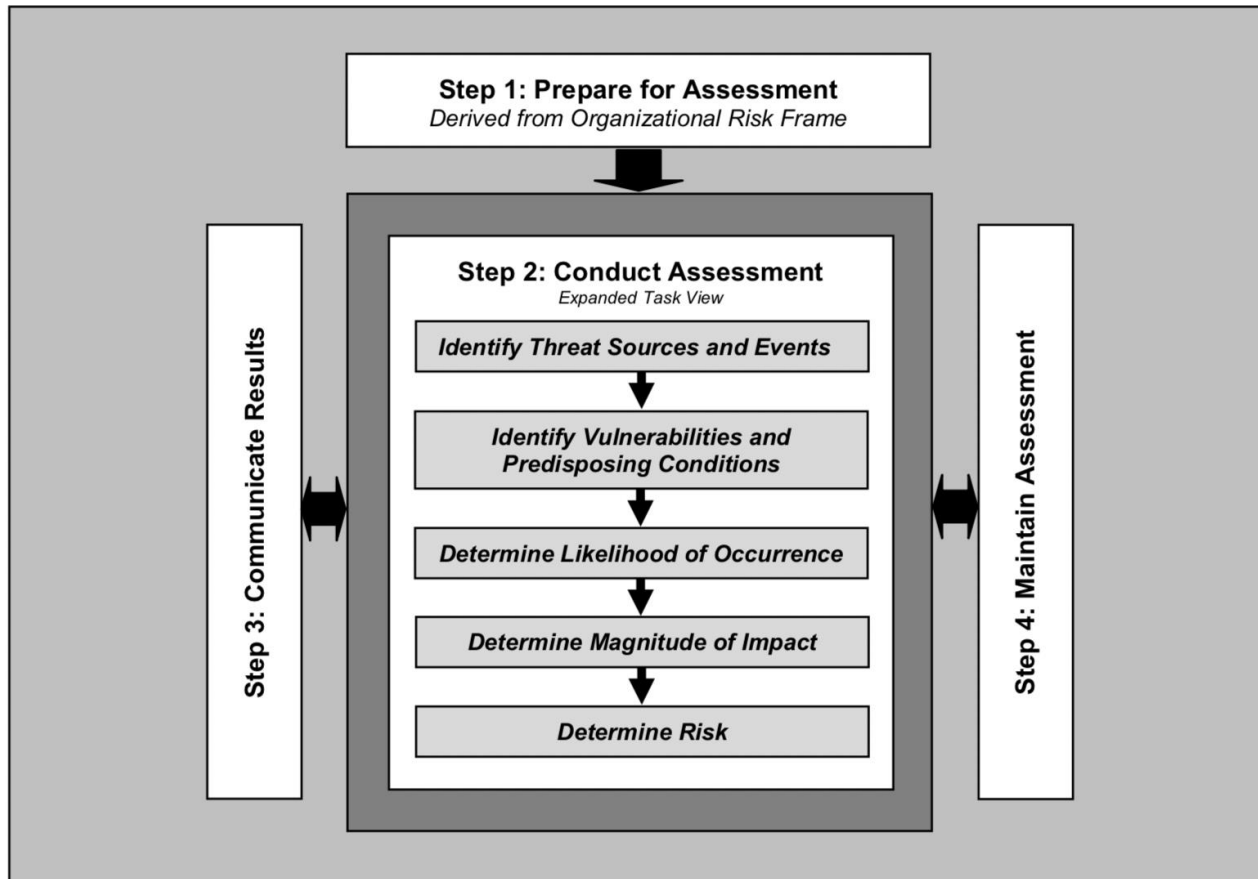 Step 1: Prepare for Assessment
Derived from Organizational Risk Frame
Step 2: Conduct Assessment
Expanded Task View
Identify Threat Sources and Events
Identify Vulnerabilities and
Predisposing Conditions
Determine Likelihood of Occurrence
Determine Magnitude of Impact
Determine Risk
Step 3: Communicate Results
Step 4: Maintain Assessment